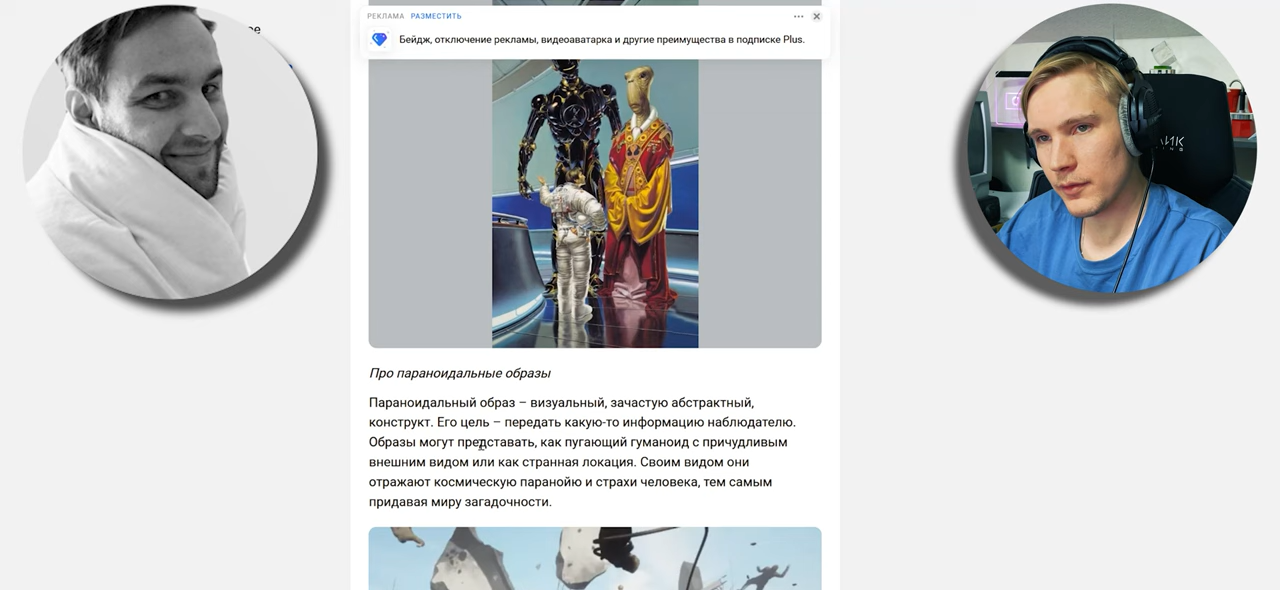 РЕКЛАМА РАЗМЕСТИТЬ
Бейдж, отключение рекламы, видеоаватарка и другие преимущества в подписке Plus.
Про параноидальные образы
Параноидальный образ – визуальный, зачастую абстрактный,
конструкт. Его цель – передать какую-то информацию наблюдателю.
Образы могут представать, как пугающий гуманоид с причудливым
внешним видом или как странная локация. Своим видом они
отражают космическую паранойю и страхи человека, тем самым
придавая миру загадочности.